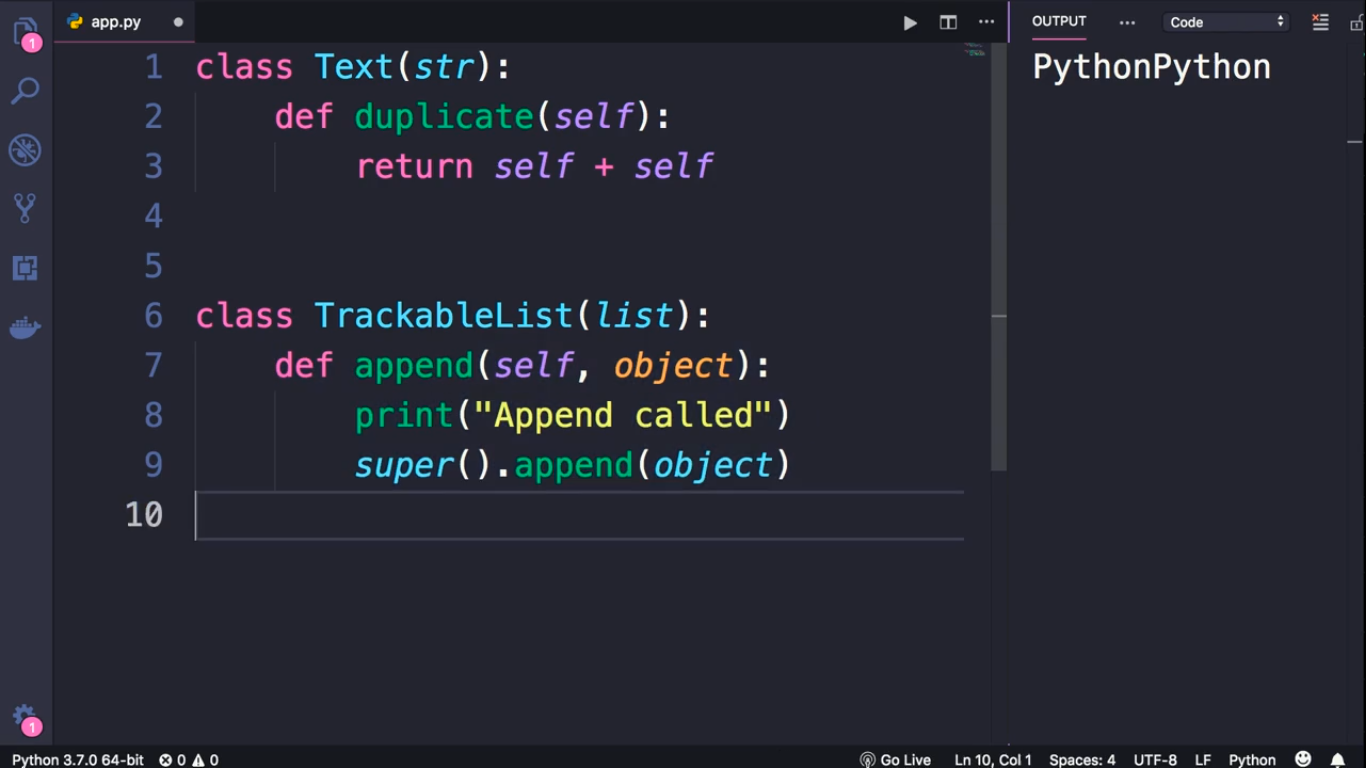 app.py
OUTPUT
Code
1 class Text(str):
2 def duplicate(self):
3 return self + self
4
5
6 class TrackableList(list):
7 def append(self, object):
8 print("Append called")
9 super().append(object)
10
PythonPython
1
1
Python 3.7.0 64-bit 0 0 Go Live Ln 10, Col 1 Spaces: 4 UTF-8 LF Python